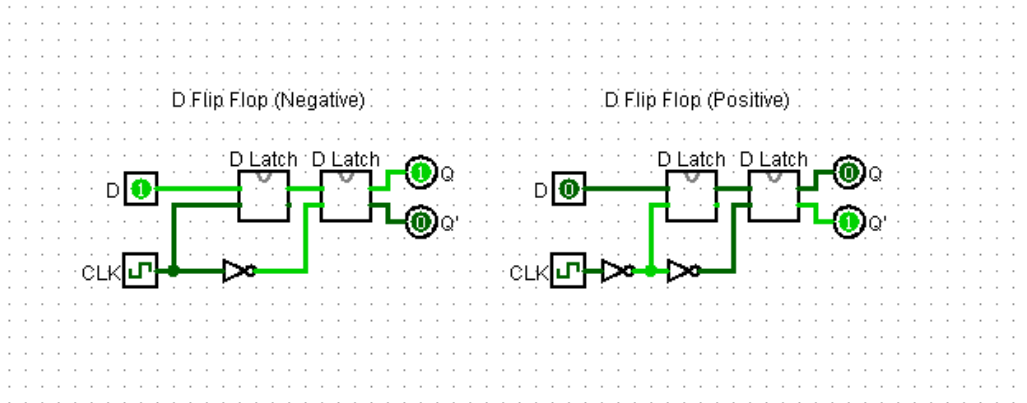 D Flip Flop (Negative)
D Flip Flop (Positive)
D Latch D Latch
D 1
1 Q
0 Q'
CLK
D Latch D Latch
D 0
0 Q
1 Q'
CLK